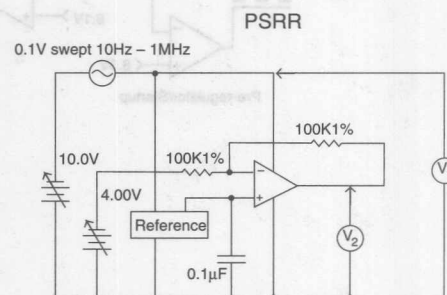 PSRR
0.1V swept 10Hz – 1MHz
100K1%
10.0V
100K1%
4.00V
Reference
V
V2
0.1μF